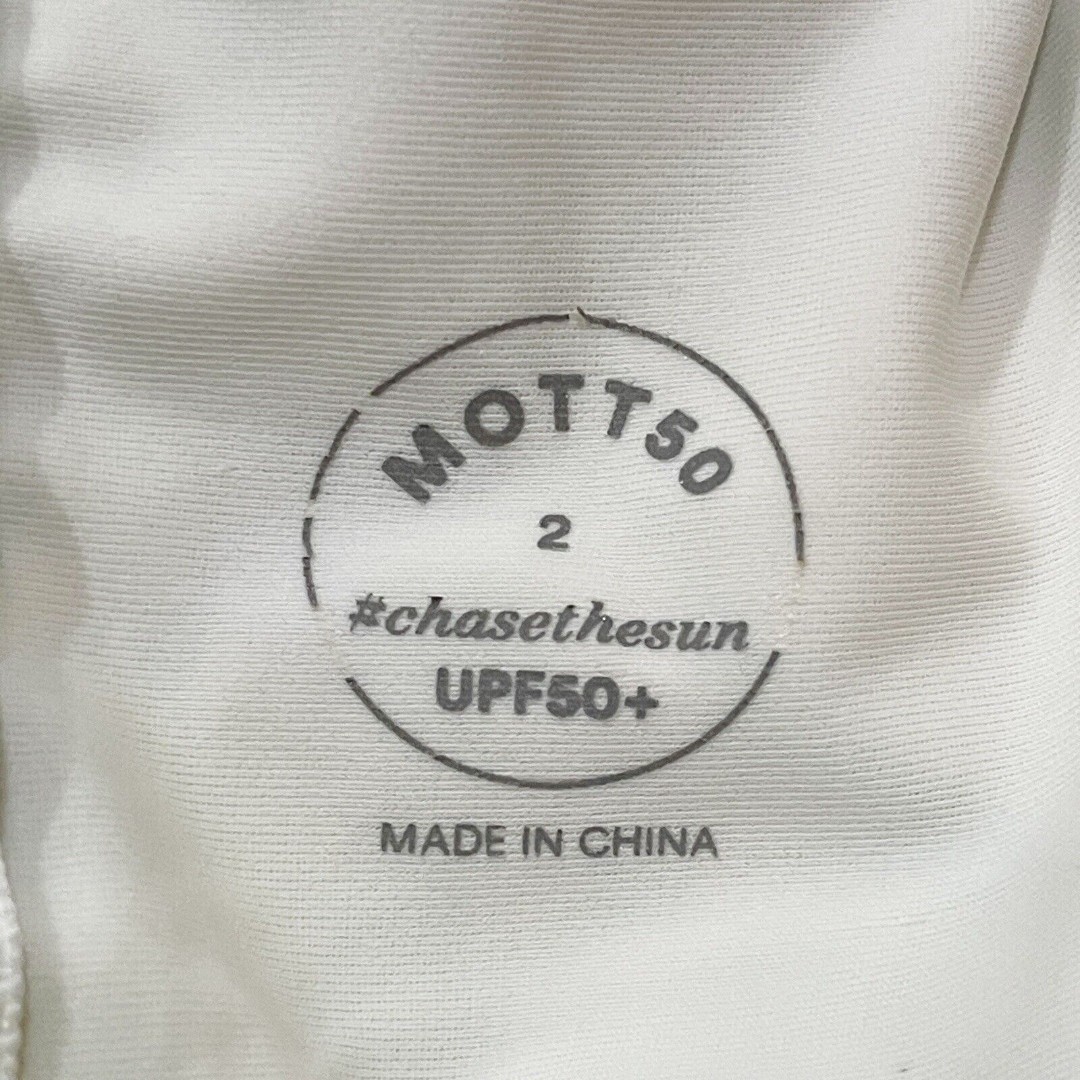 MOTT50
2
#chasethesun
UPF50+
MADE IN CHINA